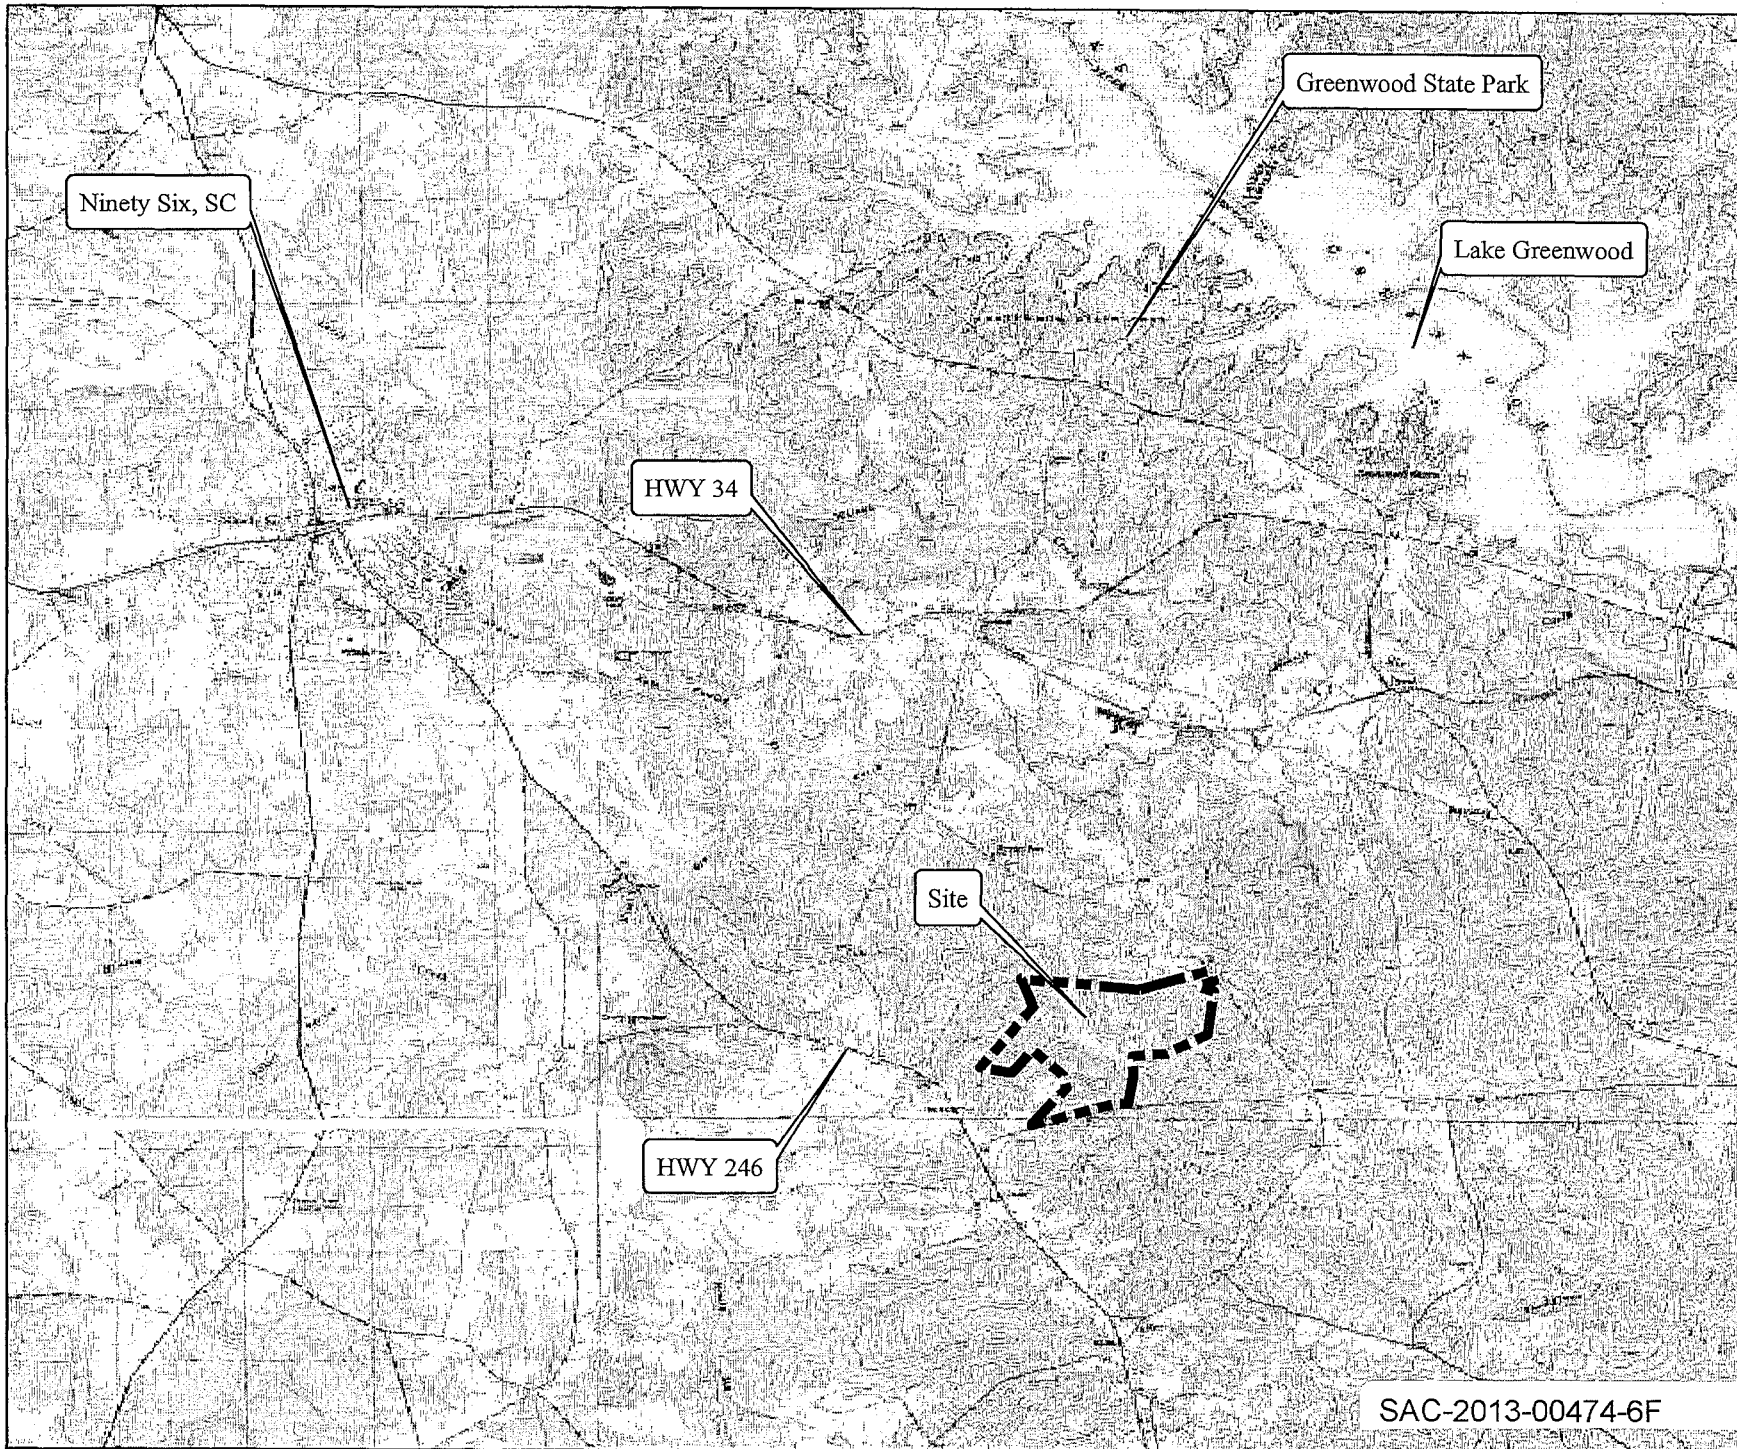 Greenwood State Park
Ninety Six, SC
Lake Greenwood
HWY 34
Site
HWY 246
SAC-2013-00474-6F